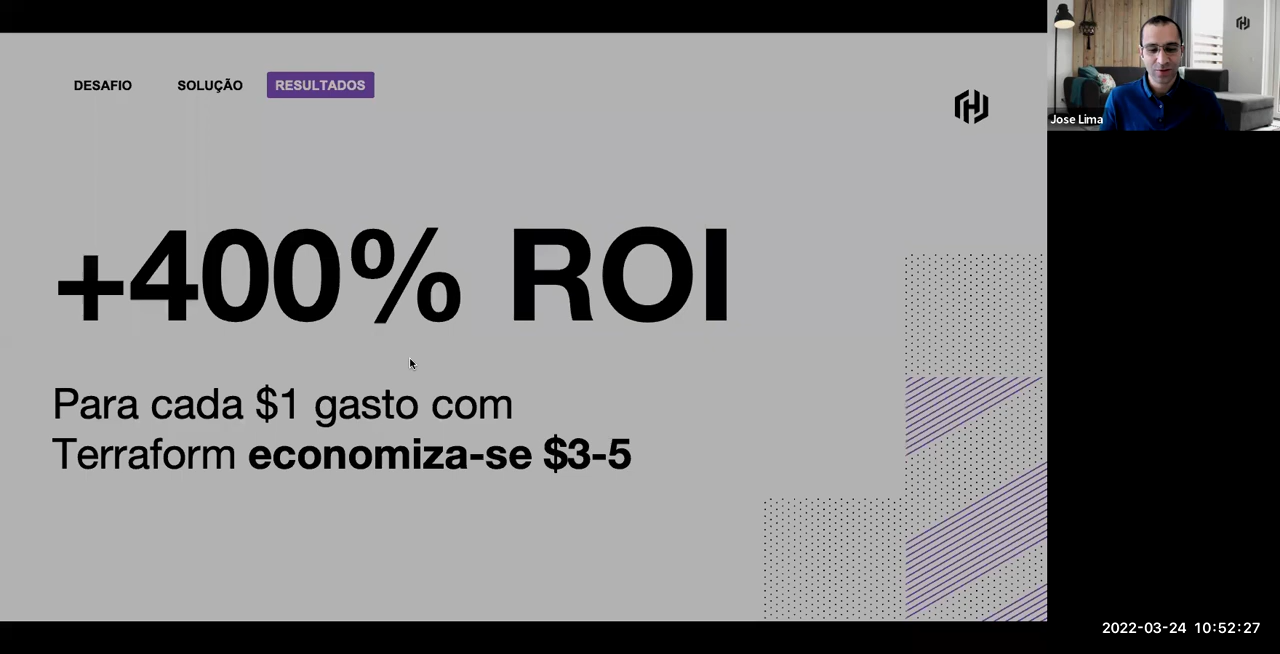 DESAFIO SOLUÇÃO RESULTADOS
+400% ROI
Para cada $1 gasto com
Terraform economiza-se $3-5
Jose Lima
2022-03-24 10:52:27